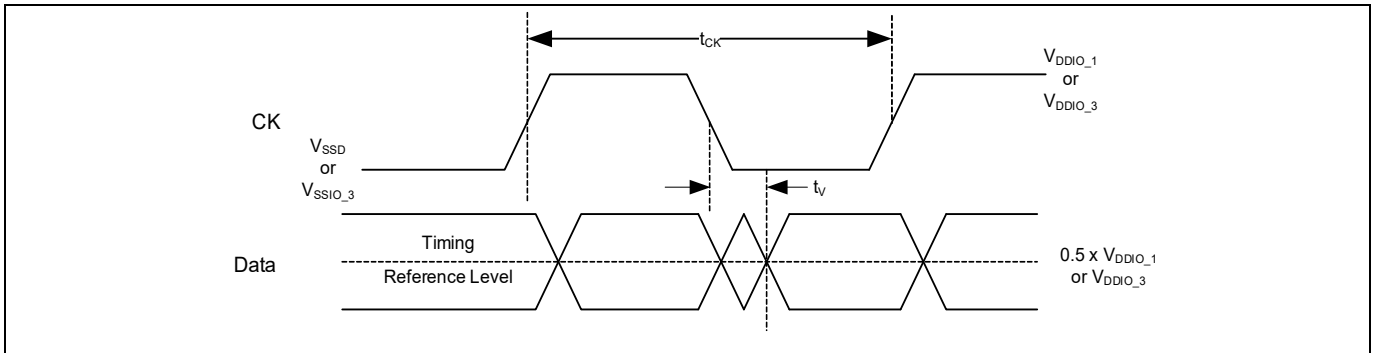 tCK
VDDIO_1
or
VDDIO_3
CK
VSSD
or
VSSIO_3
tV
Timing
Reference Level
Data
0.5 x VDDIO_1
or VDDIO_3